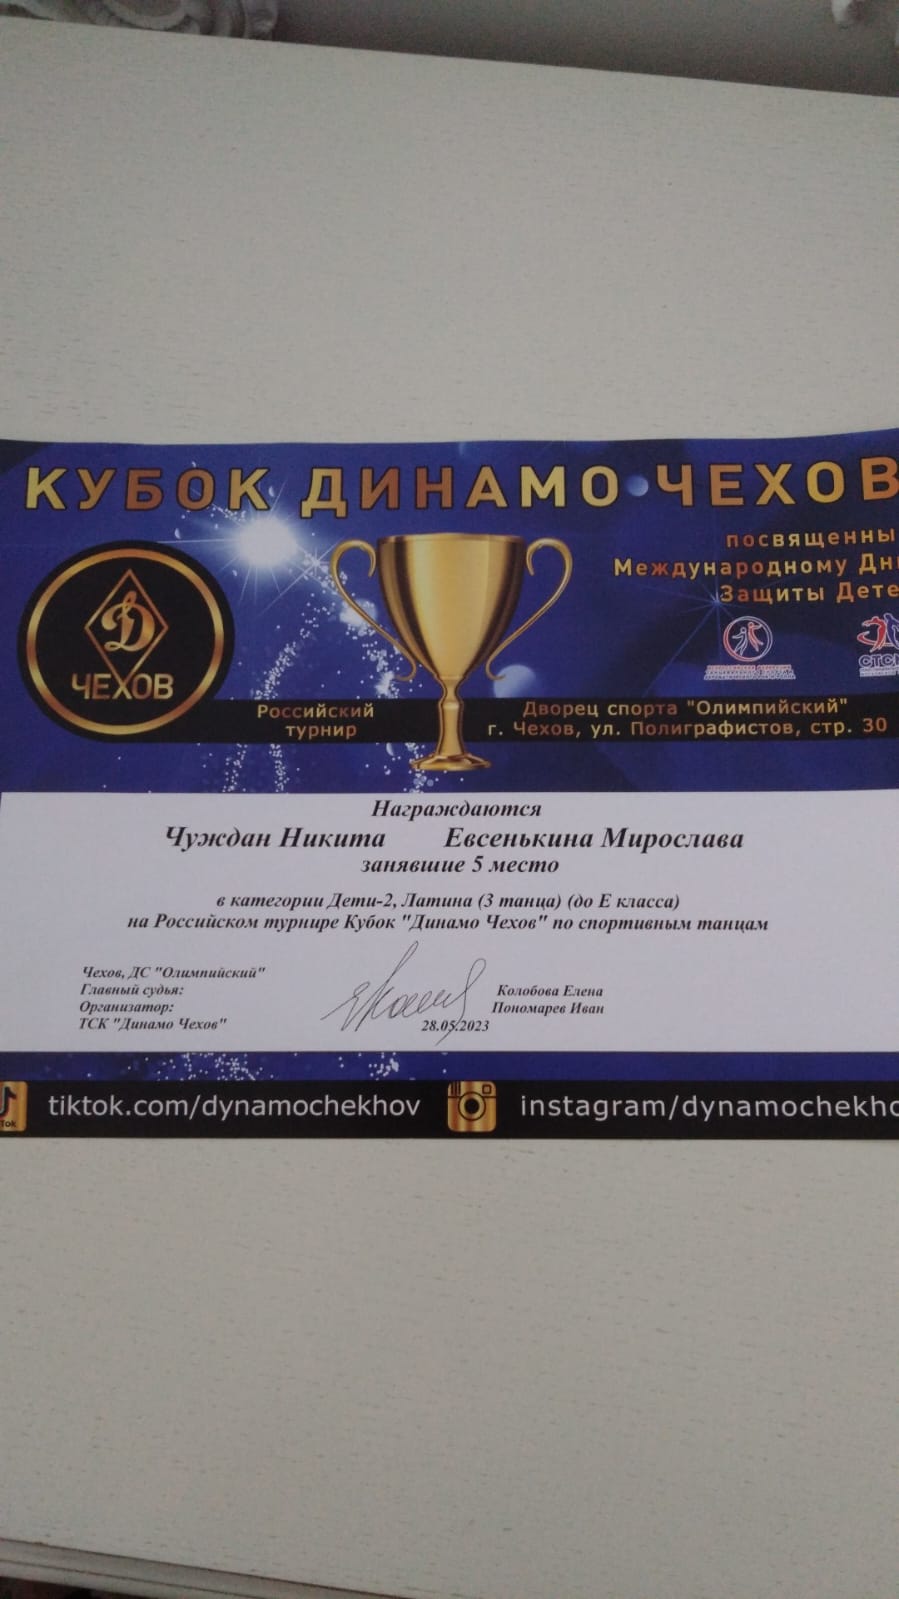 КУБОК ДИНАМО ЧЕХОВ
посвященны
Международному Дн
Защиты Дете
Д
ЧЕХОВ
СТС
Российский
турнир
Дворец спорта "Олимпийский"
г. Чехов, ул. Полиграфистов, стр. 30
Награждаются
Чуждан Никита Евсенькина Мирослава
занявшие 5 место
в категории Дети-2, Латина (3 танца) (до Е класса)
на Российском турнире Кубок "Динамо Чехов" по спортивным танцам
Чехов, ДС "Олимпийский"
Главный судья: Колобова Елена
Организатор: Пономарев Иван
ТСК "Динамо Чехов" 28.05.2023
Tok
tiktok.com/dynamochekhov instagram/dynamochekho